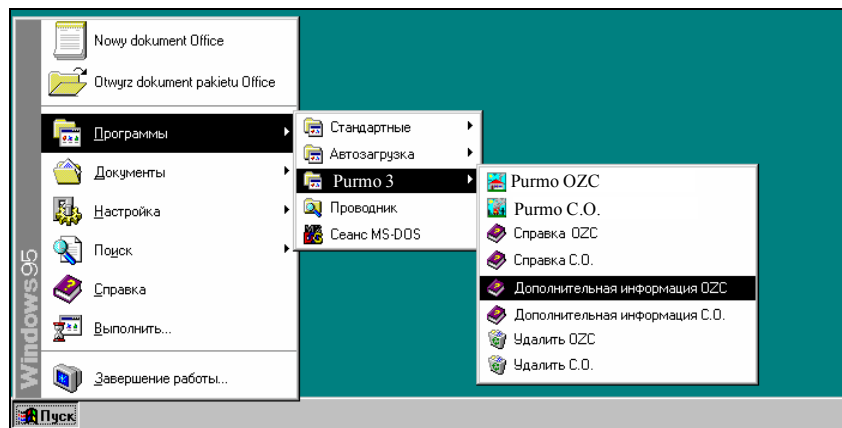 Nowy dokument Office
Otwyrz dokument pakietu Office
Программы
Документы
Настройка
Поиск
Справка
Выполнить...
Завершение работы...
Windows95
Пуск
Стандартные
Автозагрузка
Purmo 3
Проводник
Сеанс MS-DOS
Purmo OZC
Purmo C.O.
Справка OZC
Справка C.O.
Дополнительная информация OZC
Дополнительная информация C.O.
Удалить OZC
Удалить C.O.